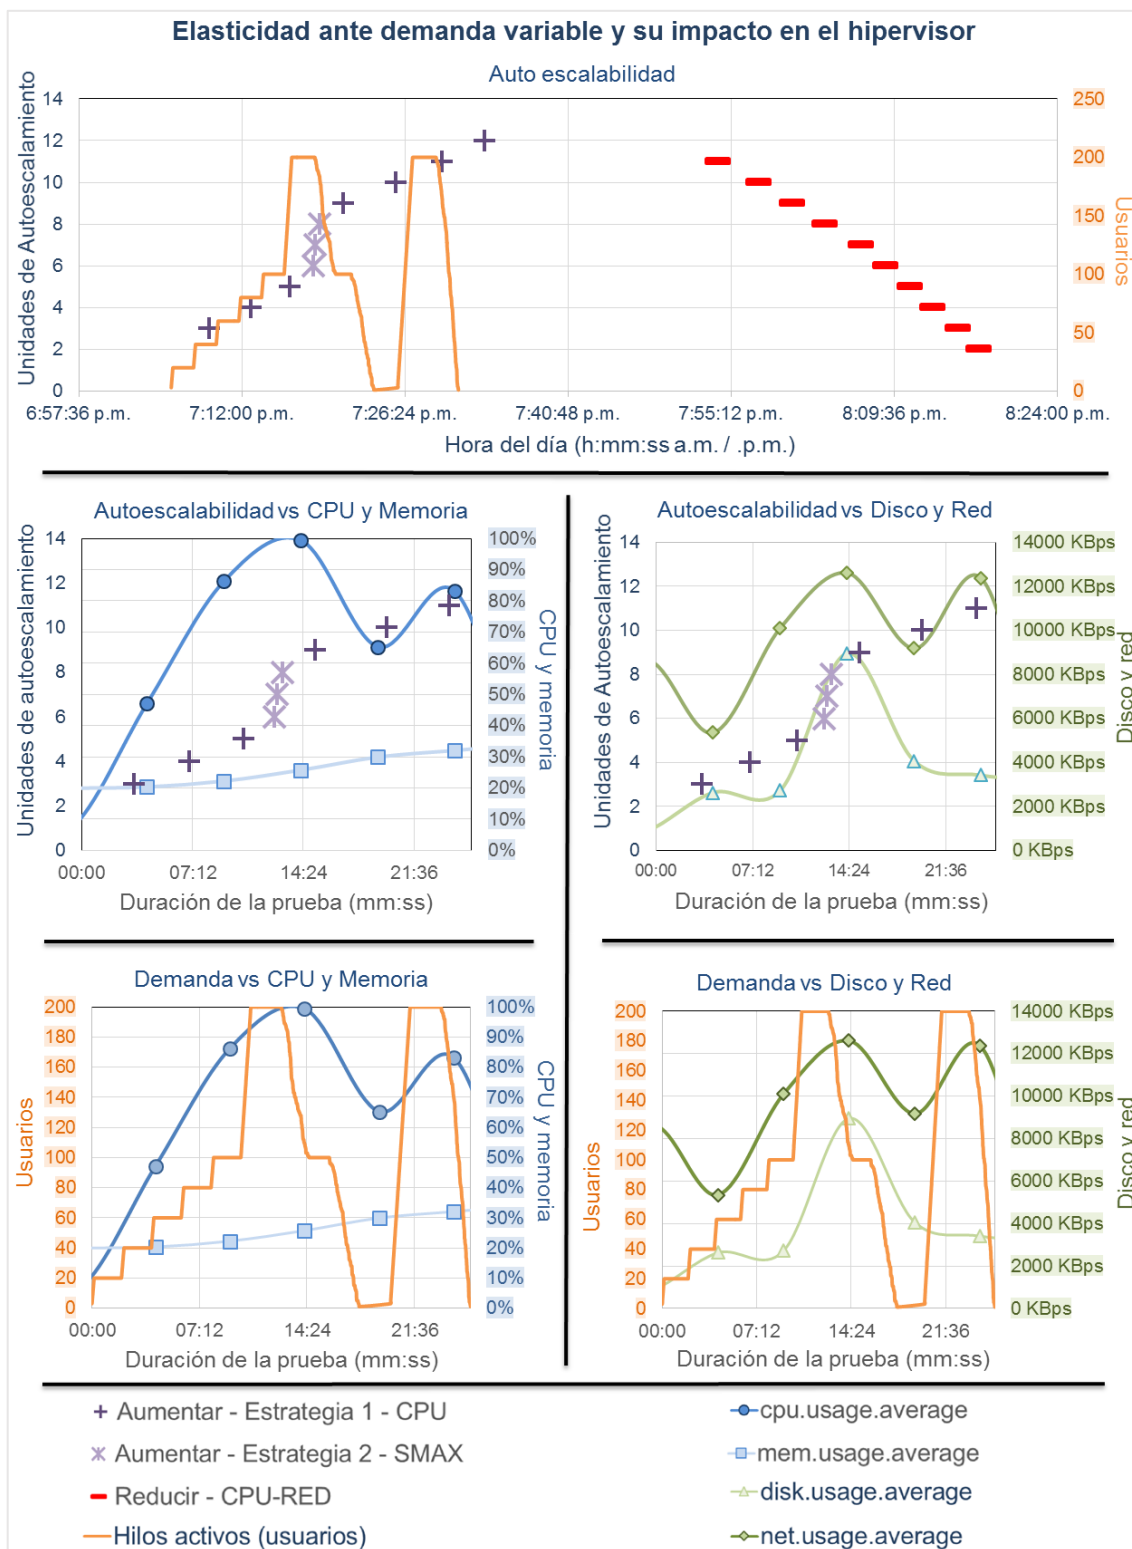 Elasticidad ante demanda variable y su impacto en el hipervisor
Auto escalabilidad
Unidades de Autoescalamiento
14
12
10
8
6
4
2
0
250
200
150
100
50
0
Usuarios
6:57:36 p.m.
7:12:00 p.m.
7:26:24 p.m.
7:40:48 p.m.
7:55:12 p.m.
8:09:36 p.m.
8:24:00 p.m.
Hora del día (h:mm:ss a.m. / .p.m.)
Autoescalabilidad vs CPU y Memoria
Unidades de autoescalamiento
14
12
10
8
6
4
2
0
100%
90%
80%
70%
60%
50%
40%
30%
20%
10%
0%
CPU y memoria
00:00
07:12
14:24
21:36
Duración de la prueba (mm:ss)
Autoescalabilidad vs Disco y Red
Unidades de Autoescalamiento
14
12
10
8
6
4
2
0
14000 KBps
12000 KBps
10000 KBps
8000 KBps
6000 KBps
4000 KBps
2000 KBps
0 KBps
Disco y red
00:00
07:12
14:24
21:36
Duración de la prueba (mm:ss)
Demanda vs CPU y Memoria
Usuarios
200
180
160
140
120
100
80
60
40
20
0
100%
90%
80%
70%
60%
50%
40%
30%
20%
10%
0%
CPU y memoria
00:00
07:12
14:24
21:36
Duración de la prueba (mm:ss)
Demanda vs Disco y Red
Usuarios
200
180
160
140
120
100
80
60
40
20
0
14000 KBps
12000 KBps
10000 KBps
8000 KBps
6000 KBps
4000 KBps
2000 KBps
0 KBps
Disco y red
00:00
07:12
14:24
21:36
Duración de la prueba (mm:ss)
Aumentar - Estrategia 1 - CPU
Aumentar - Estrategia 2 - SMAX
Reducir - CPU-RED
Hilos activos (usuarios)
cpu.usage.average
mem.usage.average
disk.usage.average
net.usage.average